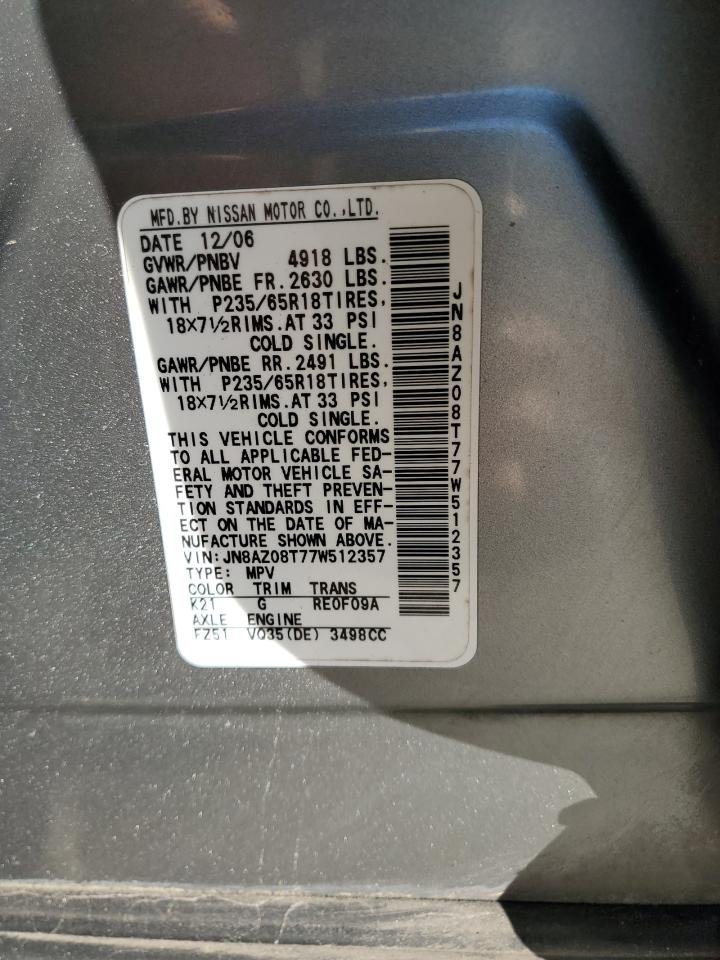 MFD.BY NISSAN MOTOR CO.,LTD.
DATE 12/06
GVWR/PNBV 4918 LBS.
GAWR/PNBE FR.2630 LBS.
WITH P235/65R18TIRES,
18×7½RIMS.AT 33 PSI
COLD SINGLE.
GAWR/PNBE RR.2491 LBS.
WITH P235/65R18TIRES,
18×7½RIMS.AT 33 PSI
COLD SINGLE.
THIS VEHICLE CONFORMS
TO ALL APPLICABLE FED-
ERAL MOTOR VEHICLE SA-
FETY AND THEFT PREVEN-
TION STANDARDS IN EFF-
ECT ON THE DATE OF MA-
NUFACTURE SHOWN ABOVE.
VIN:JN8AZ08T77W512357
TYPE: MPV
COLOR TRIM TRANS
K21 G RE0F09A
AXLE ENGINE
FZ51 VQ35(DE) 3498CC
JN8AZ08T77W512357